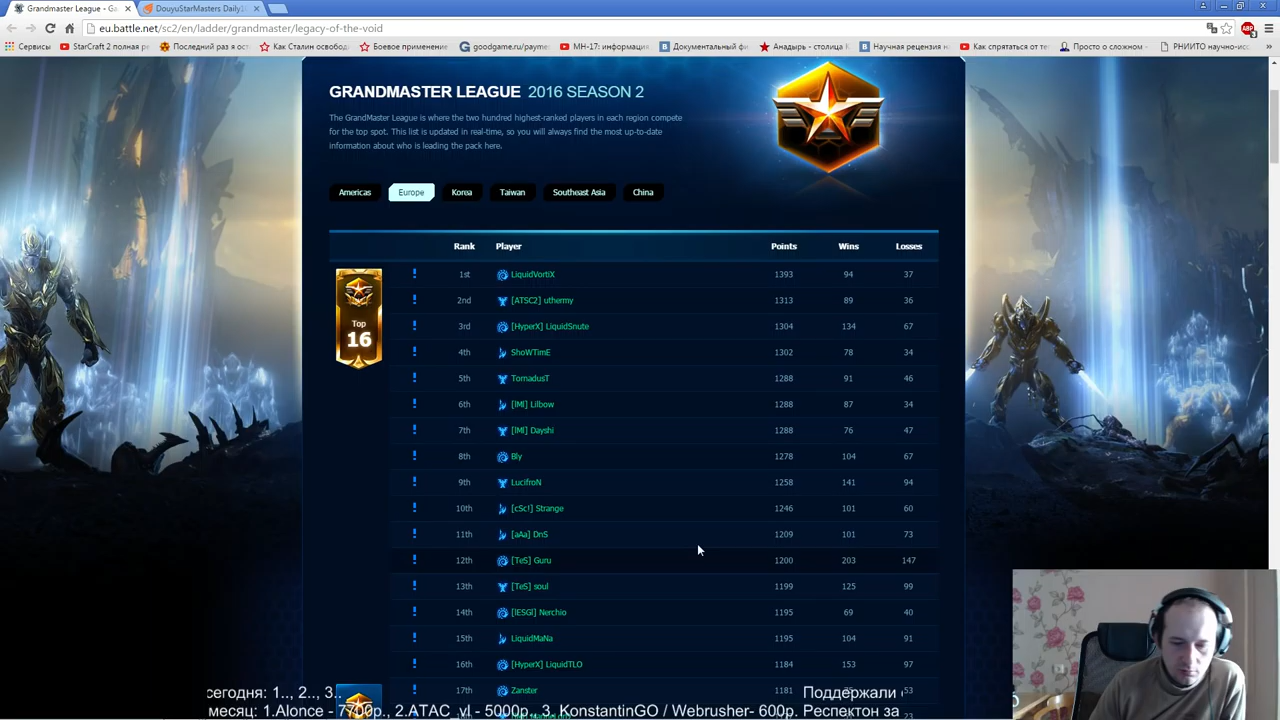 Grandmaster League - Ga
DouyuStarMasters Daily1
eu.battle.net/sc2/en/ladder/grandmaster/legacy-of-the-void
Сервисы StarCraft 2 полная ре Последний раз я ост Как Сталин освобод Боевое применение goodgame.ru/payme МН-17: информация Документальный фи Анадырь - столица К Научная рецензия н Как спрятаться от те Просто о сложном - РНИИТО научно-исс
GRANDMASTER LEAGUE 2016 SEASON 2
The GrandMaster League is where the two hundred highest-ranked players in each region compete
for the top spot. This list is updated in real-time, so you will always find the most up-to-date
information about who is leading the pack here.
Americas Europe Korea Taiwan Southeast Asia China
Rank Player Points Wins Losses
Top
16
! 1st LiquidVortiX 1393 94 37
! 2nd [ATSC2] uthermy 1313 89 36
! 3rd [HyperX] LiquidSnute 1304 134 67
! 4th ShoWTimE 1302 78 34
! 5th TornadusT 1288 91 46
! 6th [IMl] Lilbow 1288 87 34
! 7th [IMl] Dayshi 1288 76 47
! 8th Bly 1278 104 67
! 9th LucifroN 1258 141 94
! 10th [cSc!] Strange 1246 101 60
! 11th [aAa] DnS 1209 101 73
! 12th [TeS] Guru 1200 203 147
! 13th [TeS] soul 1199 125 99
! 14th [IESGl] Nerchio 1195 69 40
! 15th LiquidMaNa 1195 104 91
! 16th [HyperX] LiquidTLO 1184 153 97
! 17th Zanster 1181 53
сегодня: 1.., 2.., 3.. Поддержали
месяц: 1.Alonce - 7700р., 2.ATAC_vl - 5000р., 3. KonstantinGO / Webrusher- 600р. Респектон за